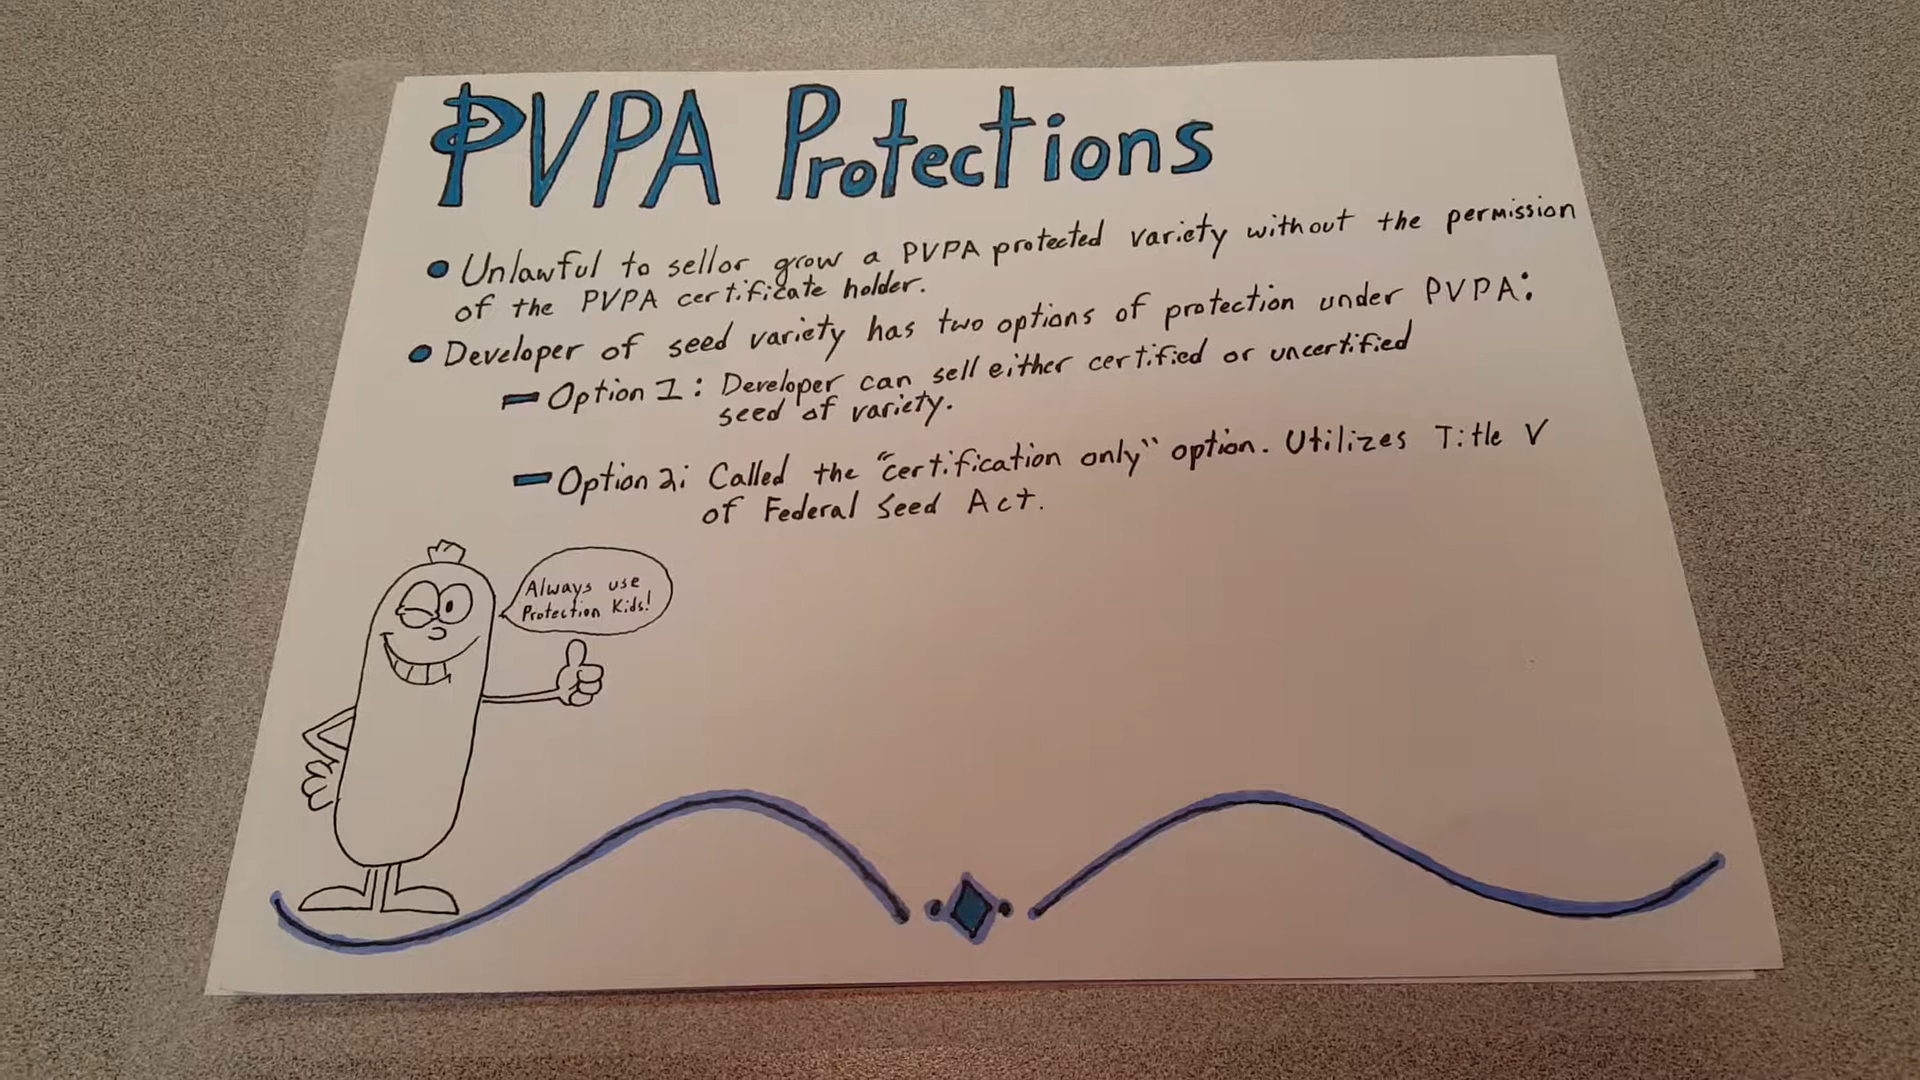 PVPA Protections
• Unlawful to sell or grow a PVPA protected variety without the permission
of the PVPA certificate holder.
• Developer of seed variety has two options of protection under PVPA:
— Option 1: Developer can sell either certified or uncertified
seed of variety.
— Option 2: Called the "certification only" option. Utilizes Title V
of Federal Seed Act.
Always use
Protection Kids!